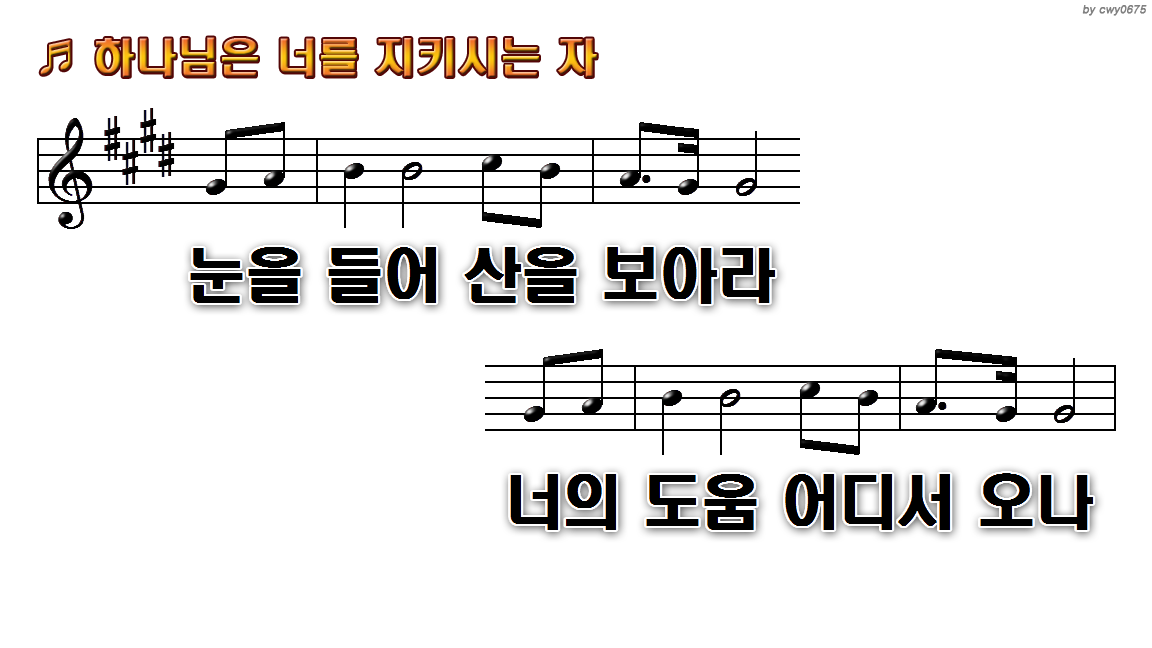 by cwy0675
♬ 하나님은 너를 지키시는 자
눈을 들어 산을 보아라
너의 도움 어디서 오나